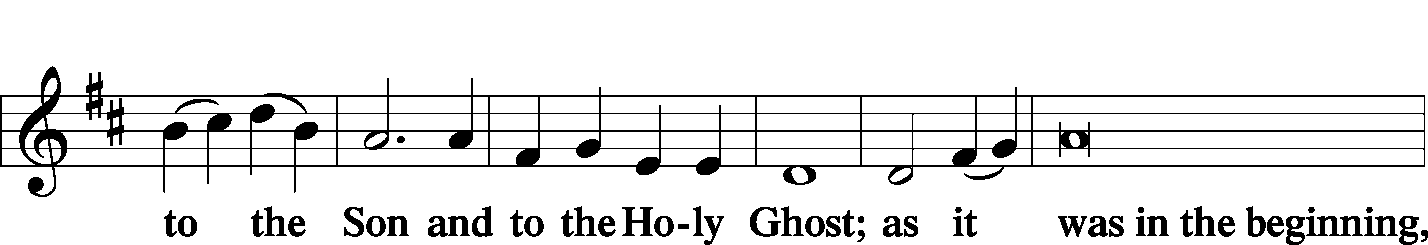 to the Son and to the Ho-ly Ghost; as it was in the beginning,